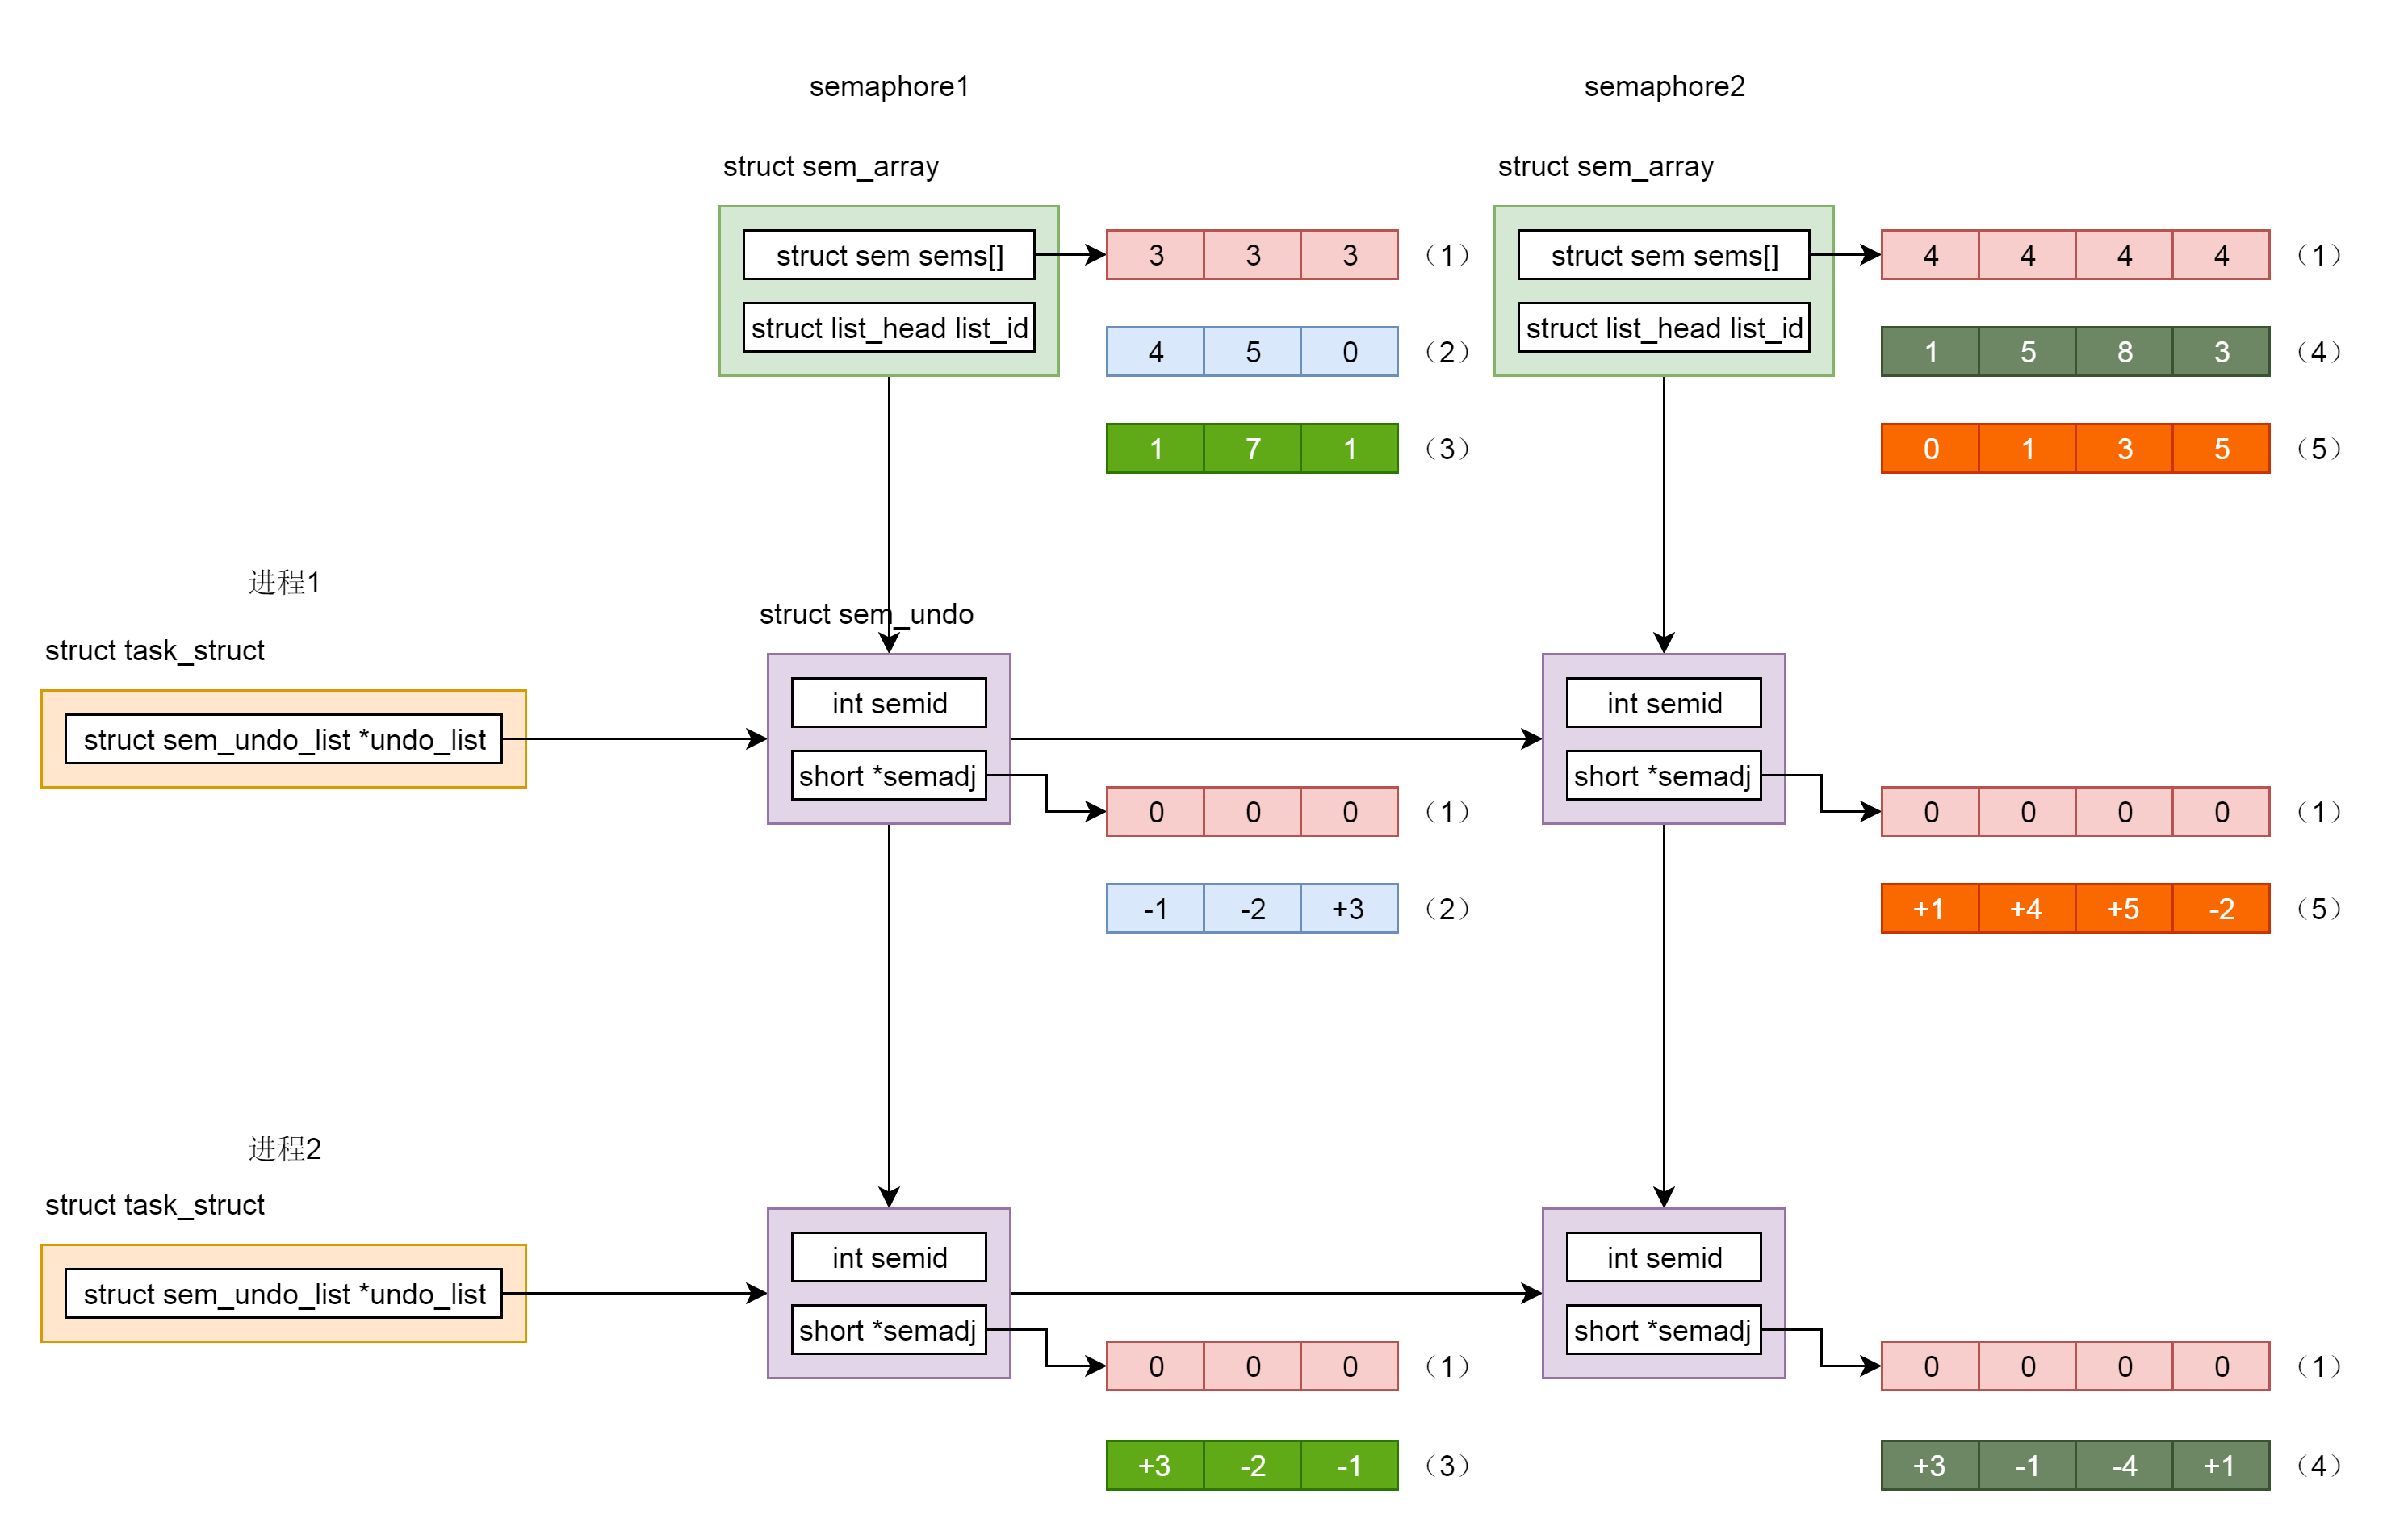 semaphore1
semaphore2
struct sem_array
struct sem_array
struct sem sems[]
3 3 3 （1）
struct sem sems[]
4 4 4 4 （1）
struct list_head list_id
4 5 0 （2）
struct list_head list_id
1 5 8 3 （4）
1 7 1 （3）
0 1 3 5 （5）
进程1
struct sem_undo
struct task_struct
struct sem_undo_list *undo_list
int semid
int semid
short *semadj
short *semadj
0 0 0 （1）
0 0 0 0 （1）
-1 -2 +3 （2）
+1 +4 +5 -2 （5）
进程2
struct task_struct
struct sem_undo_list *undo_list
int semid
int semid
short *semadj
short *semadj
0 0 0 （1）
0 0 0 0 （1）
+3 -2 -1 （3）
+3 -1 -4 +1 （4）